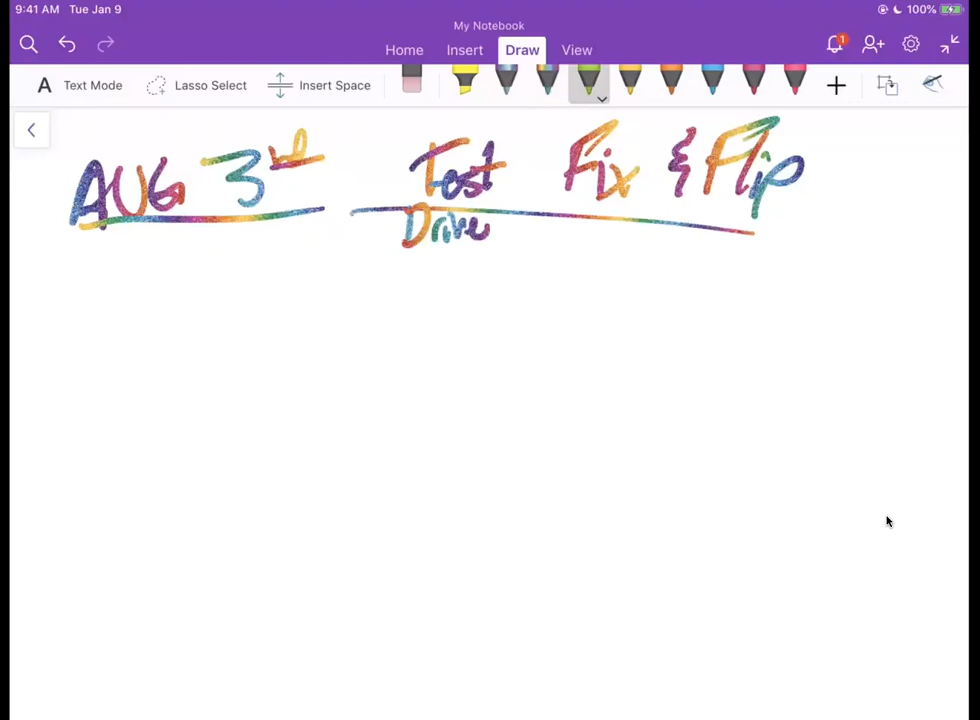 9:41 AM Tue Jan 9 100%
My Notebook
1
Home Insert Draw View
A Text Mode Lasso Select Insert Space
AUG 3rd Test Fix & Flip
Drive